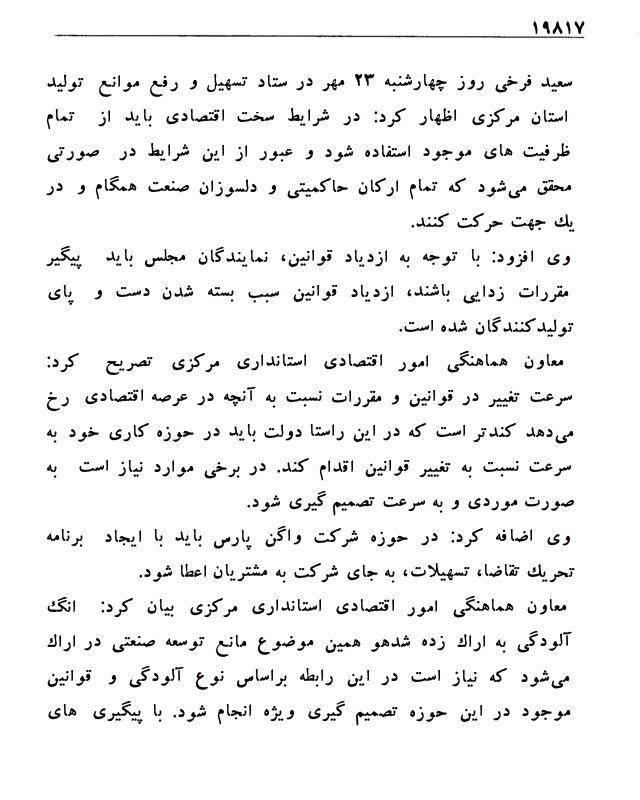 ۱۹۸۱۷
سعید فرخی روز چهارشنبه ۲۳ مهر در ستاد تسهیل و رفع موانع تولید
استان مرکزی اظهار کرد: در شرایط سخت اقتصادی باید از تمام
ظرفیت های موجود استفاده شود و عبور از این شرایط در صورتی
محقق می‌شود که تمام ارکان حاکمیتی و دلسوزان صنعت همگام و در
یك جهت حرکت کنند.
وی افزود: با توجه به ازدیاد قوانین، نمایندگان مجلس باید پیگیر
مقررات زدایی باشند، ازدیاد قوانین سبب بسته شدن دست و پای
تولیدکنندگان شده است.
معاون هماهنگی امور اقتصادی استانداری مرکزی تصریح کرد:
سرعت تغییر در قوانین و مقررات نسبت به آنچه در عرصه اقتصادی رخ
می‌دهد کندتر است که در این راستا دولت باید در حوزه کاری خود به
سرعت نسبت به تغییر قوانین اقدام کند. در برخی موارد نیاز است به
صورت موردی و به سرعت تصمیم گیری شود.
وی اضافه کرد: در حوزه شرکت واگن پارس باید با ایجاد برنامه
تحریك تقاضا، تسهیلات، به جای شرکت به مشتریان اعطا شود.
معاون هماهنگی امور اقتصادی استانداری مرکزی بیان کرد: انگ
آلودگی به اراك زده شدهو همین موضوع مانع توسعه صنعتی در اراك
می‌شود که نیاز است در این رابطه براساس نوع آلودگی و قوانین
موجود در این حوزه تصمیم گیری ویژه انجام شود. با پیگیری های